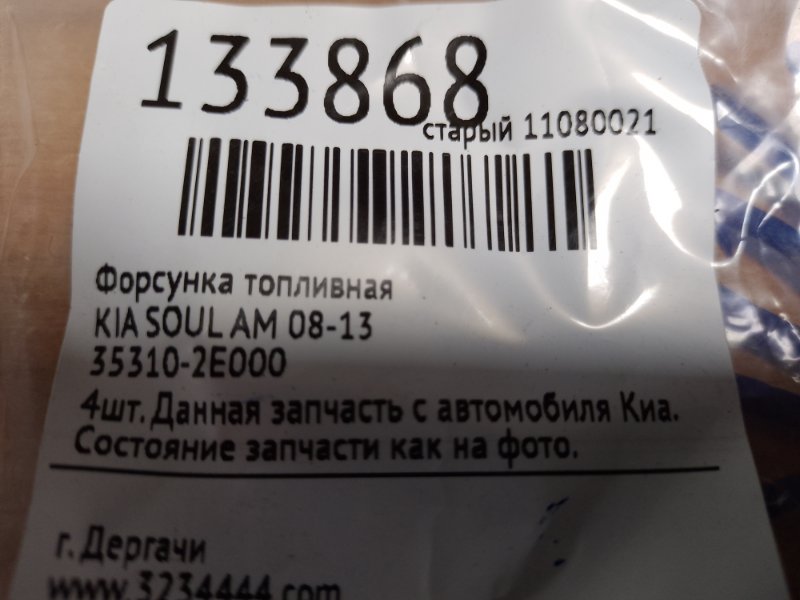 133868
старый 11080021
Форсунка топливная
KIA SOUL AM 08-13
35310-2E000
4шт. Данная запчасть с автомобиля Киа.
Состояние запчасти как на фото.
г. Дергачи
www.3234444.com